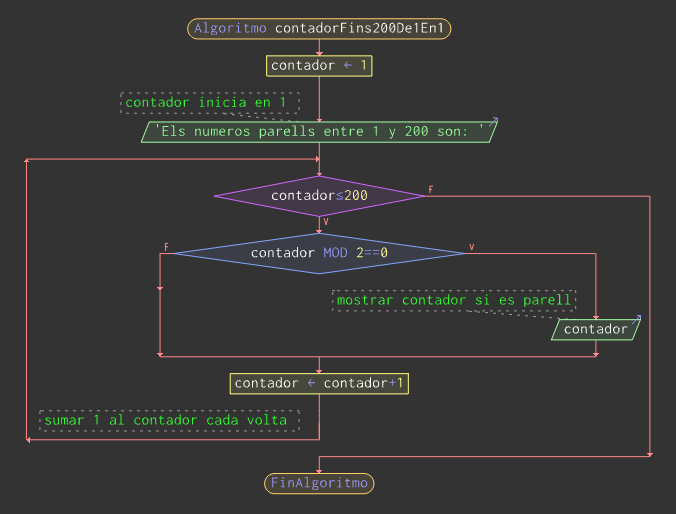 Algoritmo contadorFins200De1En1
contador ← 1
contador inicia en 1
'Els numeros parells entre 1 y 200 son: '
contador≤200
F
V
contador MOD 2==0
F
V
mostrar contador si es parell
contador
contador ← contador+1
sumar 1 al contador cada volta
FinAlgoritmo